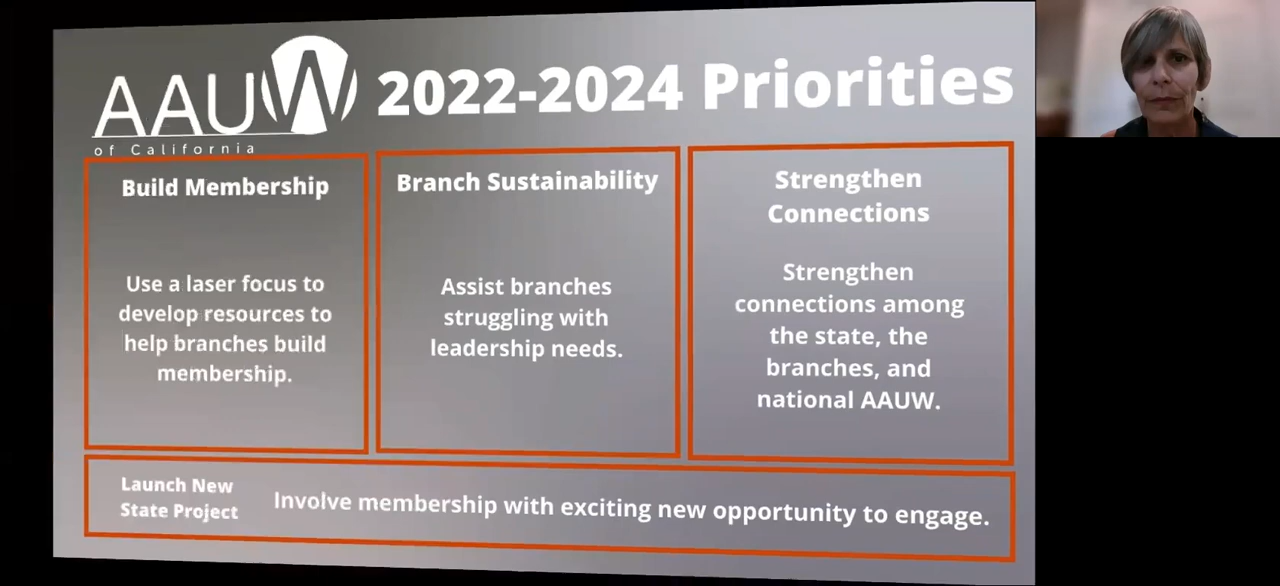 AAUW
of California
2022-2024 Priorities
Build Membership
Use a laser focus to
develop resources to
help branches build
membership.
Branch Sustainability
Assist branches
struggling with
leadership needs.
Strengthen
Connections
Strengthen
connections among
the state, the
branches, and
national AAUW.
Launch New
State Project
Involve membership with exciting new opportunity to engage.